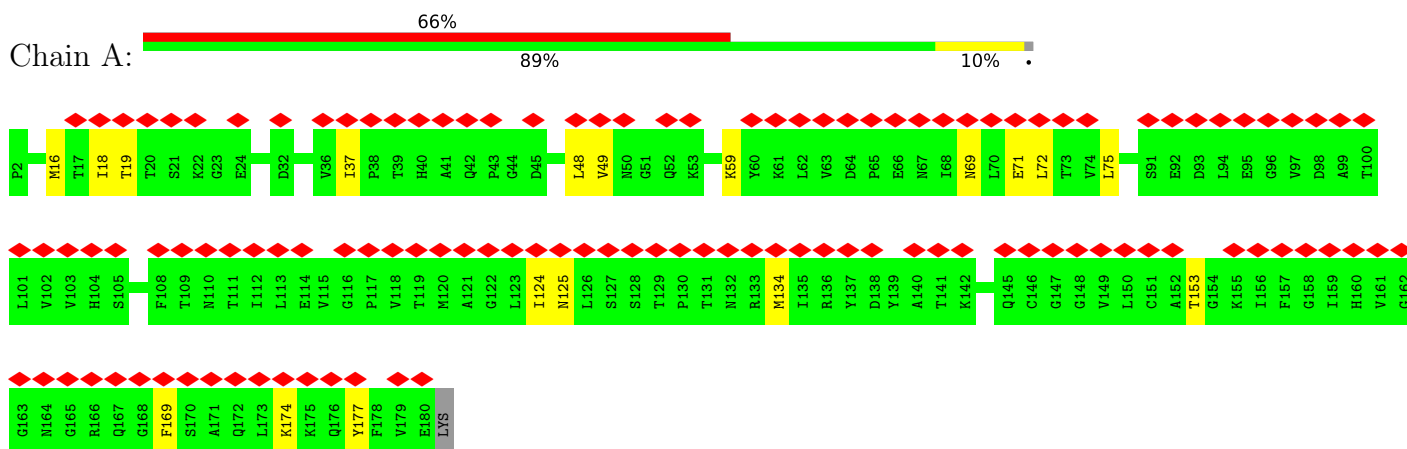 66%
Chain A:
89% 10% •
P2 M16 T17 I18 T19 T20 S21 K22 G23 E24 D32 V36 I37 P38 T39 H40 A41 Q42 P43 G44 D45 L48 V49 N50 G51 Q52 K53 K59 Y60 K61 L62 V63 D64 P65 E66 N67 I68 N69 L70 E71 L72 T73 V74 L75 S91 E92 D93 L94 E95 G96 V97 D98 A99 T100
L101 V102 V103 H104 S105 F108 T109 N110 T111 I112 L113 E114 V115 G116 P117 V118 T119 M120 A121 G122 L123 I124 N125 L126 S127 S128 T129 P130 T131 N132 R133 M134 I135 R136 Y137 D138 Y139 A140 T141 K142 Q145 C146 G147 G148 V149 L150 C151 A152 T153 G154 K155 I156 F157 G158 I159 H160 V161 G162
G163 N164 G165 R166 Q167 G168 F169 S170 A171 Q172 L173 K174 K175 Q176 Y177 F178 V179 E180 LYS